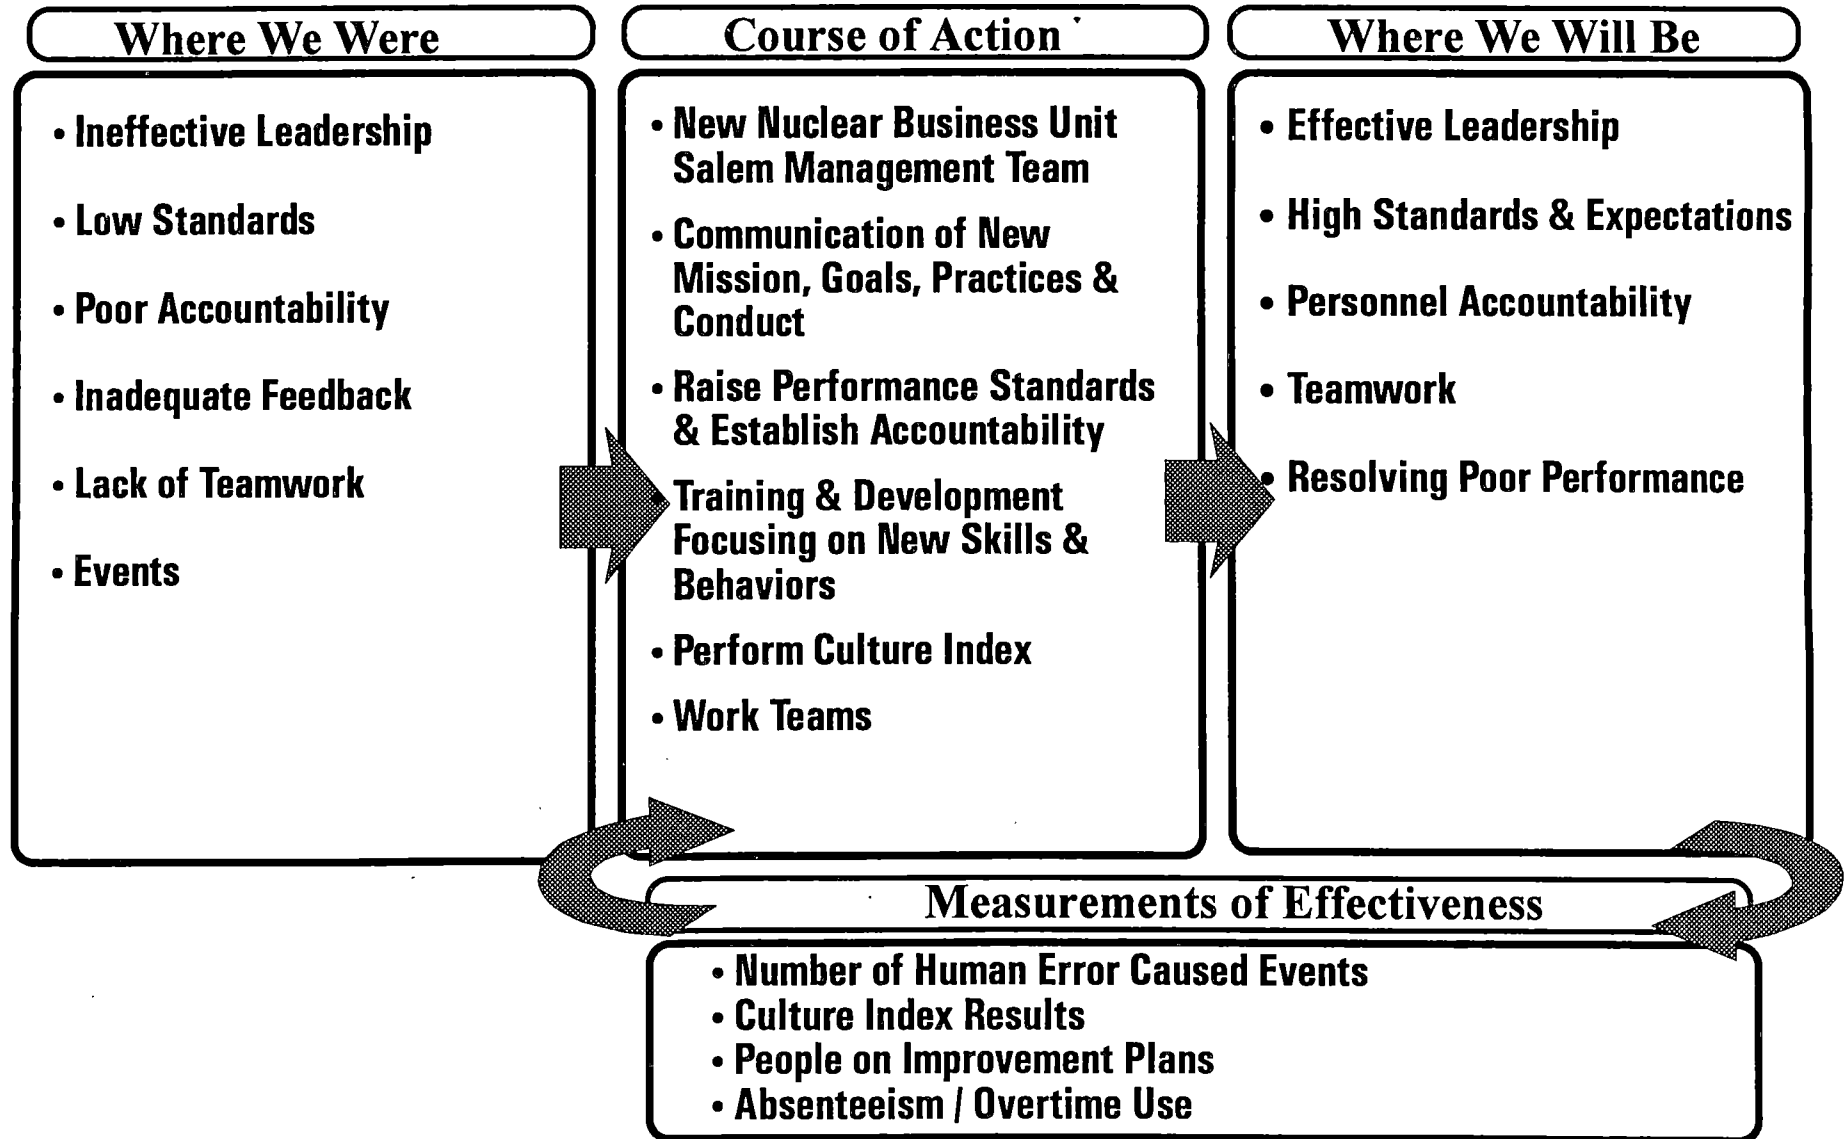 Where We Were
• Ineffective Leadership
• Low Standards
• Poor Accountability
• Inadequate Feedback
• Lack of Teamwork
• Events
Course of Action
• New Nuclear Business Unit
Salem Management Team
• Communication of New
Mission, Goals, Practices &
Conduct
• Raise Performance Standards
& Establish Accountability
• Training & Development
Focusing on New Skills &
Behaviors
• Perform Culture Index
• Work Teams
Where We Will Be
• Effective Leadership
• High Standards & Expectations
• Personnel Accountability
• Teamwork
• Resolving Poor Performance
Measurements of Effectiveness
• Number of Human Error Caused Events
• Culture Index Results
• People on Improvement Plans
• Absenteeism / Overtime Use